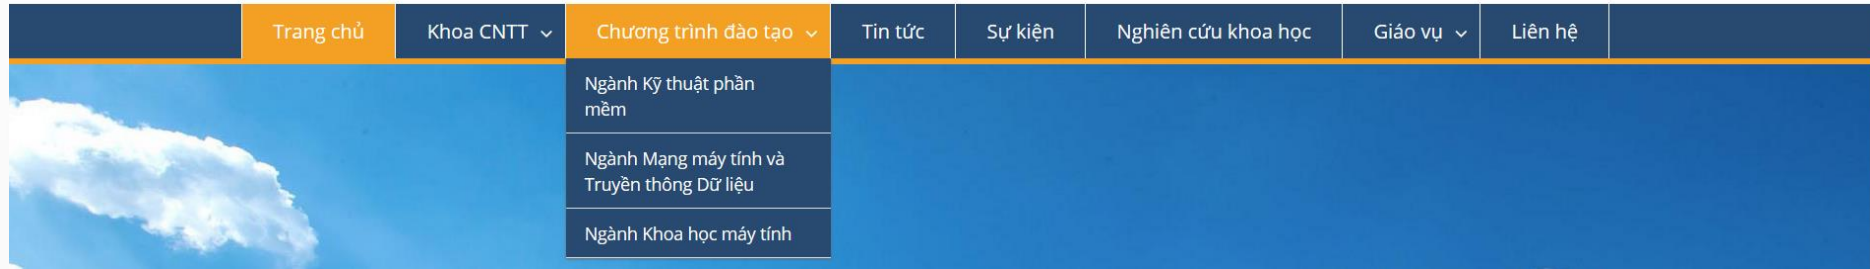 Trang chủ Khoa CNTT Chương trình đào tạo Tin tức Sự kiện Nghiên cứu khoa học Giáo vụ Liên hệ
Ngành Kỹ thuật phần
mềm
Ngành Mạng máy tính và
Truyền thông Dữ liệu
Ngành Khoa học máy tính